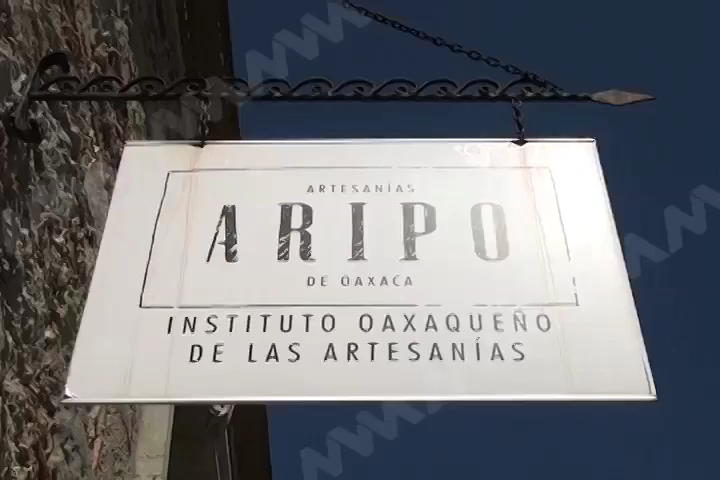 ARTESANÍAS
ARIPO
DE OAXACA
INSTITUTO OAXAQUEÑO
DE LAS ARTESANÍAS